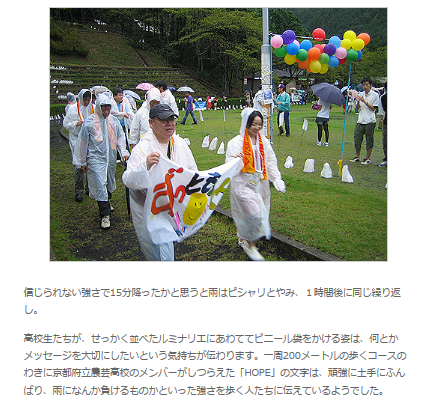 信じられない強さで15分降ったかと思うと雨はピシャリとやみ、１時間後に同じ繰り返
し。
高校生たちが、せっかく並べたルミナリエにあわててビニール袋をかける姿は、何とか
メッセージを大切にしたいという気持ちが伝わります。一周200メートルの歩くコースの
わきに京都府立農芸高校のメンバーがしつらえた「HOPE」の文字は、頑強に土手にふん
ばり、雨になんか負けるものかといった強さを歩く人たちに伝えているようでした。